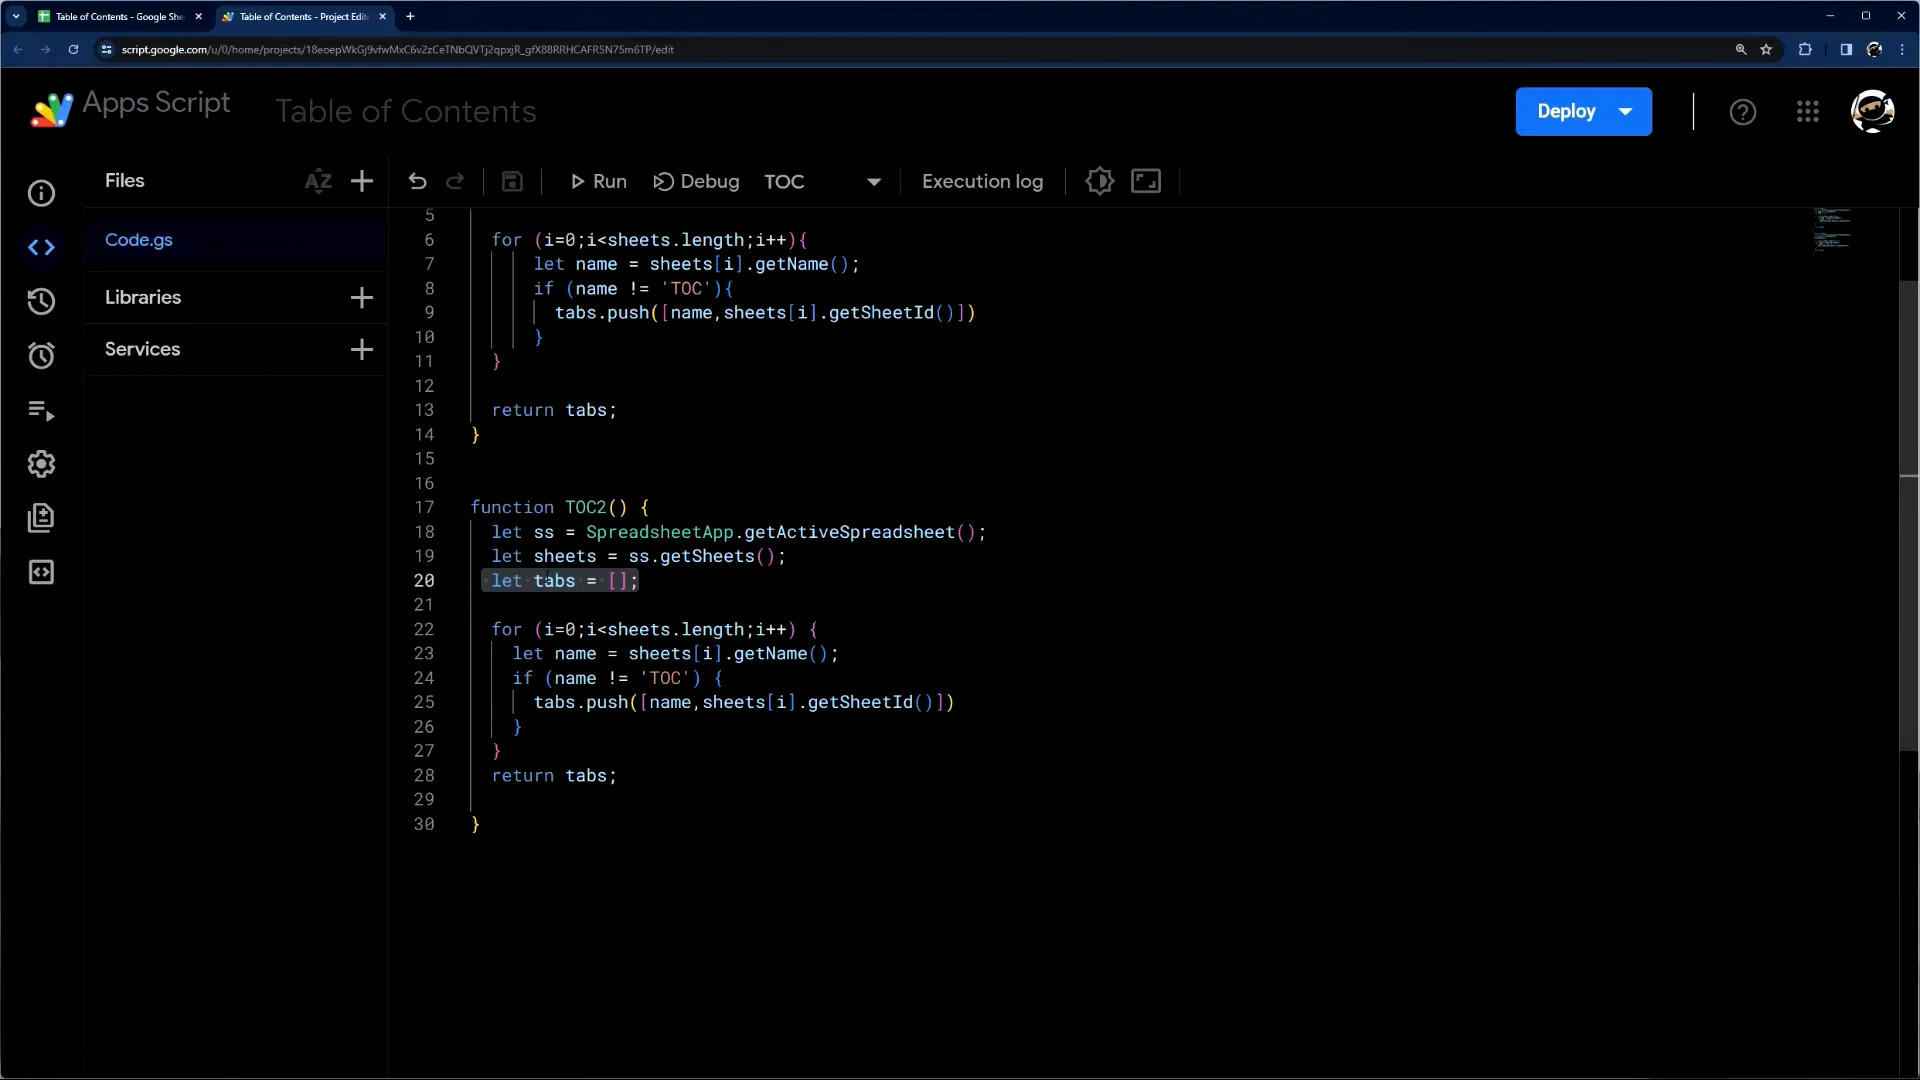 Table of Contents - Google She
Table of Contents - Project Edit
script.google.com/u/0/home/projects/18eoepWkGj9vfwMxC6v2zCeTNbQVTj2qpxjR_gfX88RRHCAFR5N75m6TP/edit
Apps Script
Table of Contents
Deploy
Files
AZ
Run
Debug
TOC
Execution log
Code.gs
Libraries
Services
5
6 for (i=0;i<sheets.length;i++){
7 let name = sheets[i].getName();
8 if (name != 'TOC'){
9 tabs.push([name,sheets[i].getSheetId()])
10 }
11 }
12
13 return tabs;
14 }
15
16
17 function TOC2() {
18 let ss = SpreadsheetApp.getActiveSpreadsheet();
19 let sheets = ss.getSheets();
20 let tabs = [];
21
22 for (i=0;i<sheets.length;i++) {
23 let name = sheets[i].getName();
24 if (name != 'TOC') {
25 tabs.push([name,sheets[i].getSheetId()])
26 }
27 }
28 return tabs;
29
30 }